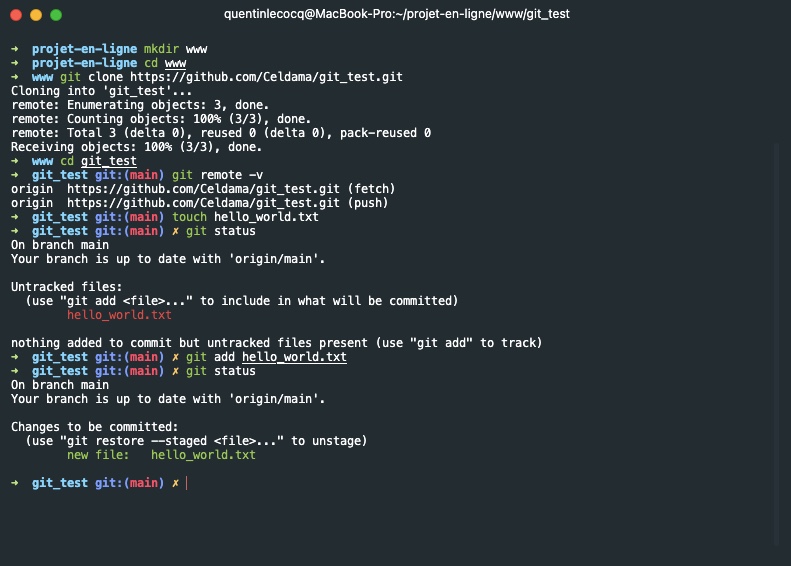 quentinlecocq@MacBook-Pro:~/projet-en-ligne/www/git_test
➜  projet-en-ligne mkdir www
➜  projet-en-ligne cd www
➜  www git clone https://github.com/Celdama/git_test.git
Cloning into 'git_test'...
remote: Enumerating objects: 3, done.
remote: Counting objects: 100% (3/3), done.
remote: Total 3 (delta 0), reused 0 (delta 0), pack-reused 0
Receiving objects: 100% (3/3), done.
➜  www cd git_test
➜  git_test git:(main) git remote -v
origin  https://github.com/Celdama/git_test.git (fetch)
origin  https://github.com/Celdama/git_test.git (push)
➜  git_test git:(main) touch hello_world.txt
➜  git_test git:(main) ✗ git status
On branch main
Your branch is up to date with 'origin/main'.
Untracked files:
  (use "git add <file>..." to include in what will be committed)
        hello_world.txt
nothing added to commit but untracked files present (use "git add" to track)
➜  git_test git:(main) ✗ git add hello_world.txt
➜  git_test git:(main) ✗ git status
On branch main
Your branch is up to date with 'origin/main'.
Changes to be committed:
  (use "git restore --staged <file>..." to unstage)
        new file:   hello_world.txt
➜  git_test git:(main) ✗